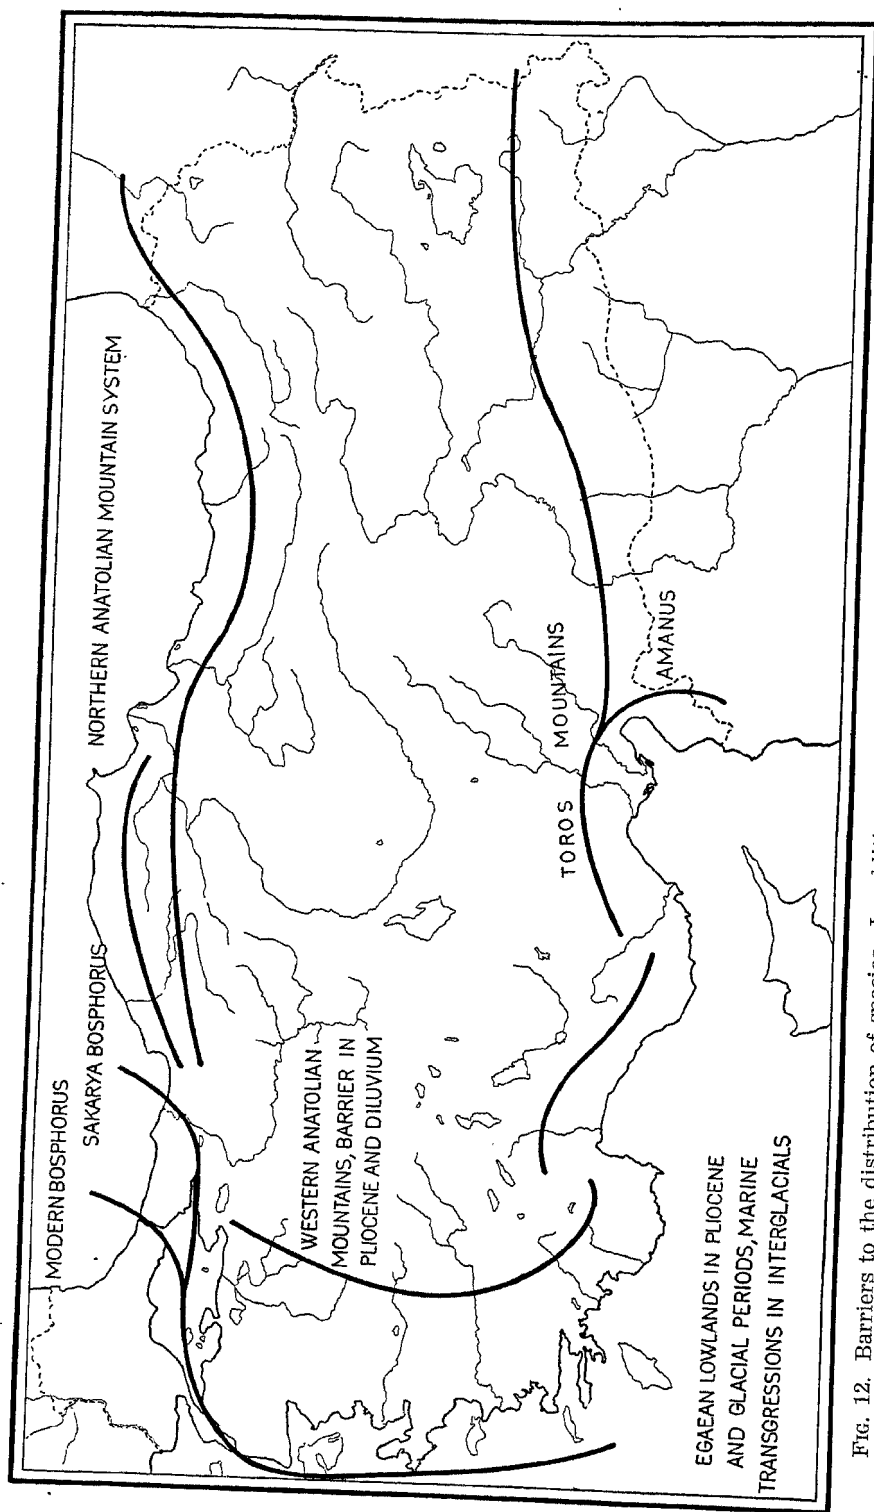 MODERN BOSPHORUS
SAKARYA BOSPHORUS
NORTHERN ANATOLIAN MOUNTAIN SYSTEM
WESTERN ANATOLIAN
MOUNTAINS, BARRIER IN
PLIOCENE AND DILUVIUM
TOROS MOUNTAINS
AMANUS
EGAEAN LOWLANDS IN PLIOCENE
AND GLACIAL PERIODS, MARINE
TRANSGRESSIONS IN INTERGLACIALS
FIG. 12. Barriers to the distribution of species.